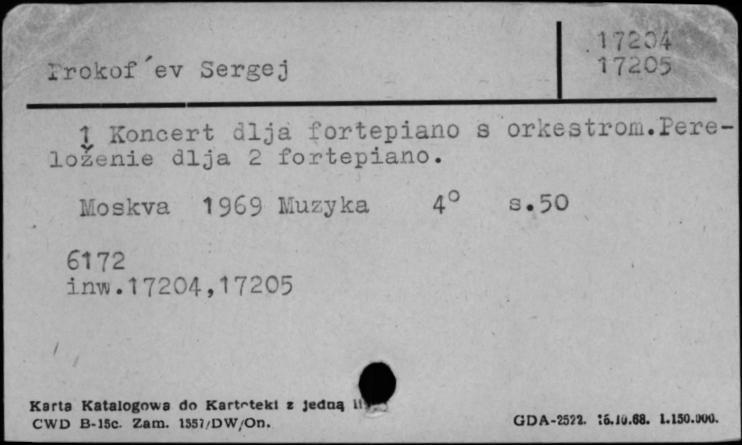 17204
Prokof´ev Sergej 17205
1 Koncert dlja fortepiano s orkestrom.Pere-
loženie dlja 2 fortepiano.
Moskva 1969 Muzyka 4° s.50
6172
inw.17204,17205
Karta Katalogowa do Kartoteki z jedną
CWD B-15c. Zam. 1557/DW/On. GDA-2522. 15.10.68. 1.150.000.